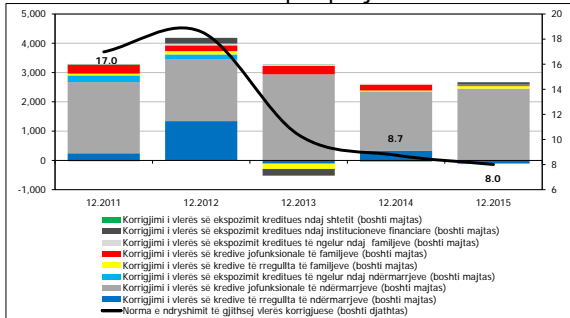 5,000
4,000
3,000
2,000
1,000
0
-1,000
20
18
16
14
12
10
8
6
17.0
8.7
8.0
12.2011
12.2012
12.2013
12.2014
12.2015
Korrigjimi i vlerës së ekspozimit kreditues ndaj shtetit (boshti majtas)
Korrigjimi i vlerës së ekspozimit kreditues ndaj institucioneve financiare (boshti majtas)
Korrigjimi i vlerës së ekspozimit kreditues të ngelur ndaj familjeve (boshti majtas)
Korrigjimi i vlerës së kredive jofunksionale të familjeve (boshti majtas)
Korrigjimi i vlerës së kredive të rregullta të familjeve (boshti majtas)
Korrigjimi i vlerës së ekspozimit kreditues të ngelur ndaj ndërmarrjeve (boshti majtas)
Korrigjimi i vlerës së kredive jofunksionale të ndërmarrjeve (boshti majtas)
Korrigjimi i vlerës së kredive të rregullta të ndërmarrjeve (boshti majtas)
Norma e ndryshimit të gjithsej vlerës korrigjuese (boshti djathtas)